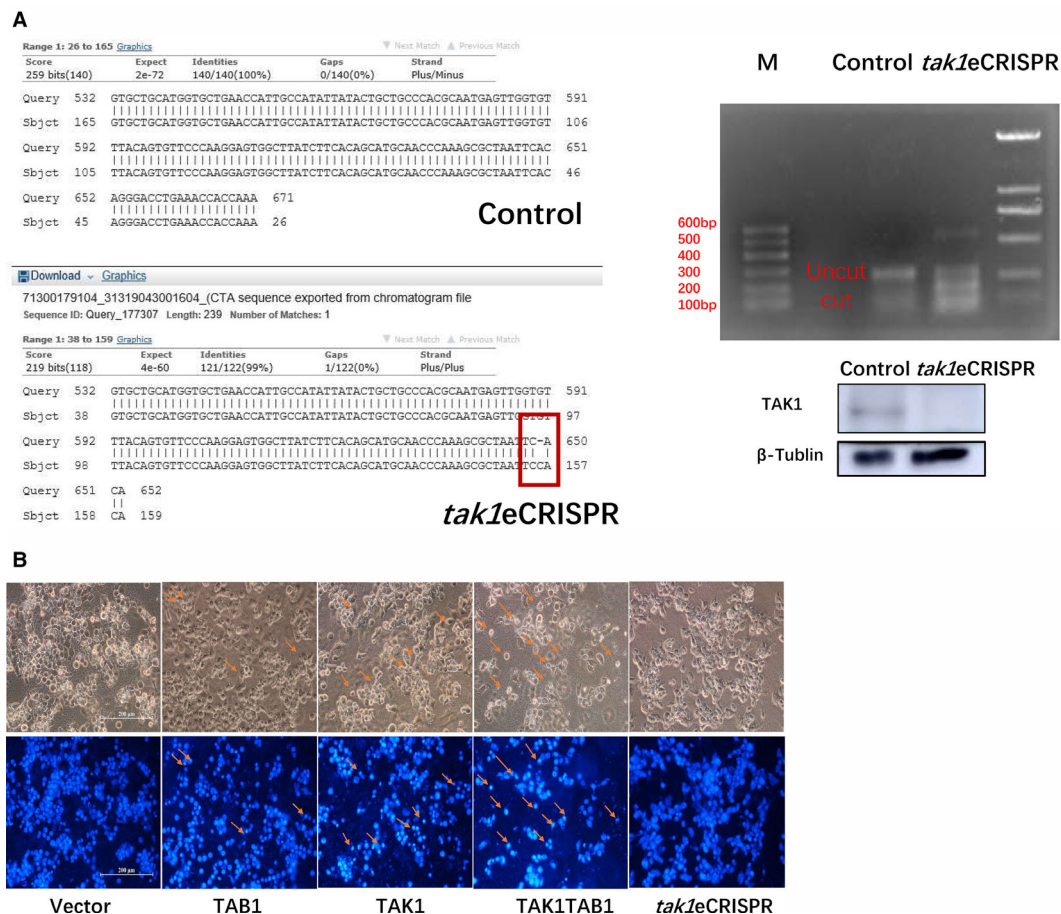 A
Range 1: 26 to 165 Graphics ▼ Next Match ▲ Previous Match
Score Expect Identities Gaps Strand
259 bits(140) 2e-72 140/140(100%) 0/140(0%) Plus/Minus
Query 532 GTGCTGCATGGTGCTGAACCATTGCCATATTATACTGCTGCCCACGCAATGAGTTGGTGT 591
Sbjct 165 GTGCTGCATGGTGCTGAACCATTGCCATATTATACTGCTGCCCACGCAATGAGTTGGTGT 106
Query 592 TTACAGTGTTCCCAAGGAGTGGCTTATCTTCACAGCATGCAACCCAAAGCGCTAATTCAC 651
Sbjct 105 TTACAGTGTTCCCAAGGAGTGGCTTATCTTCACAGCATGCAACCCAAAGCGCTAATTCAC 46
Query 652 AGGGACCTGAAACCACCAAA 671
Sbjct 45 AGGGACCTGAAACCACCAAA 26
Control
Download Graphics
71300179104_31319043001604_(CTA sequence exported from chromatogram file
Sequence ID: Query_177307 Length: 239 Number of Matches: 1
Range 1: 38 to 159 Graphics ▼ Next Match ▲ Previous Match
Score Expect Identities Gaps Strand
219 bits(118) 4e-60 121/122(99%) 1/122(0%) Plus/Plus
Query 532 GTGCTGCATGGTGCTGAACCATTGCCATATTATACTGCTGCCCACGCAATGAGTTGGTGT 591
Sbjct 38 GTGCTGCATGGTGCTGAACCATTGCCATATTATACTGCTGCCCACGCAATGAGTTGGTGT 97
Query 592 TTACAGTGTTCCCAAGGAGTGGCTTATCTTCACAGCATGCAACCCAAAGCGCTAATTC-A 650
Sbjct 98 TTACAGTGTTCCCAAGGAGTGGCTTATCTTCACAGCATGCAACCCAAAGCGCTAATTCCA 157
Query 651 CA 652
Sbjct 158 CA 159
tak1eCRISPR
M Control tak1eCRISPR
600bp
500
400
300
200
100bp
Uncut
cut
Control tak1eCRISPR
TAK1
β-Tublin
B
200 μm
200 μm
Vector TAB1 TAK1 TAK1TAB1 tak1eCRISPR